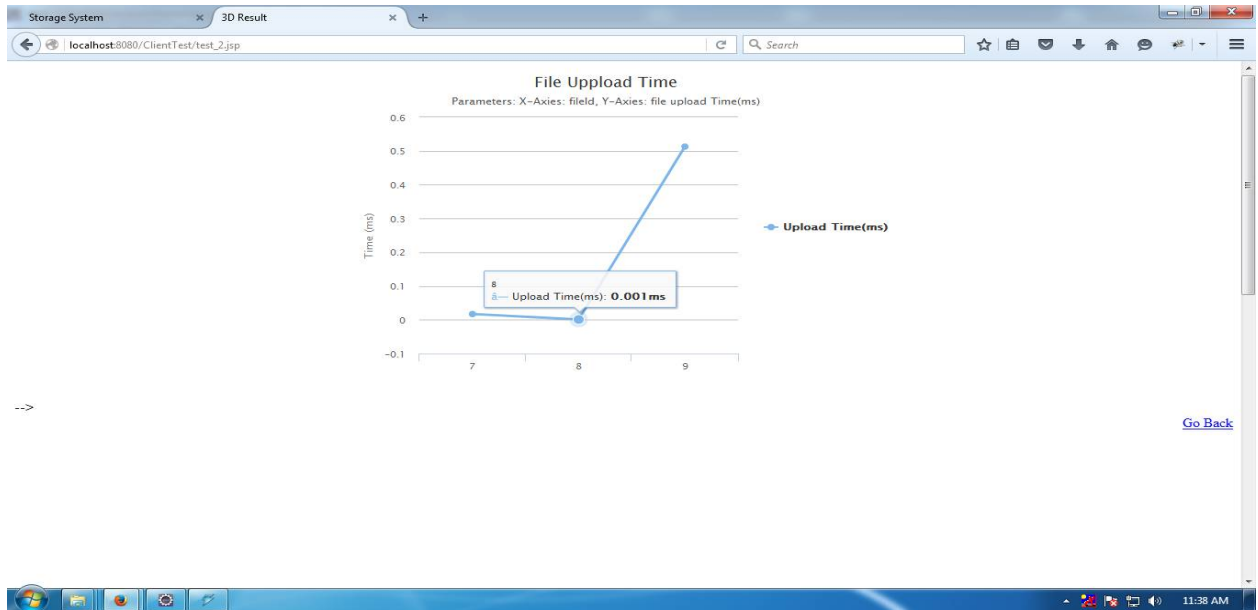 Storage System
3D Result
localhost:8080/ClientTest/test_2.jsp
Search
File Uppload Time
Parameters: X-Axies: fileId, Y-Axies: file upload Time(ms)
0.6
0.5
0.4
0.3
0.2
0.1
0
-0.1
Time (ms)
8
â— Upload Time(ms): 0.001ms
7 8 9
Upload Time(ms)
-->
Go Back
11:38 AM